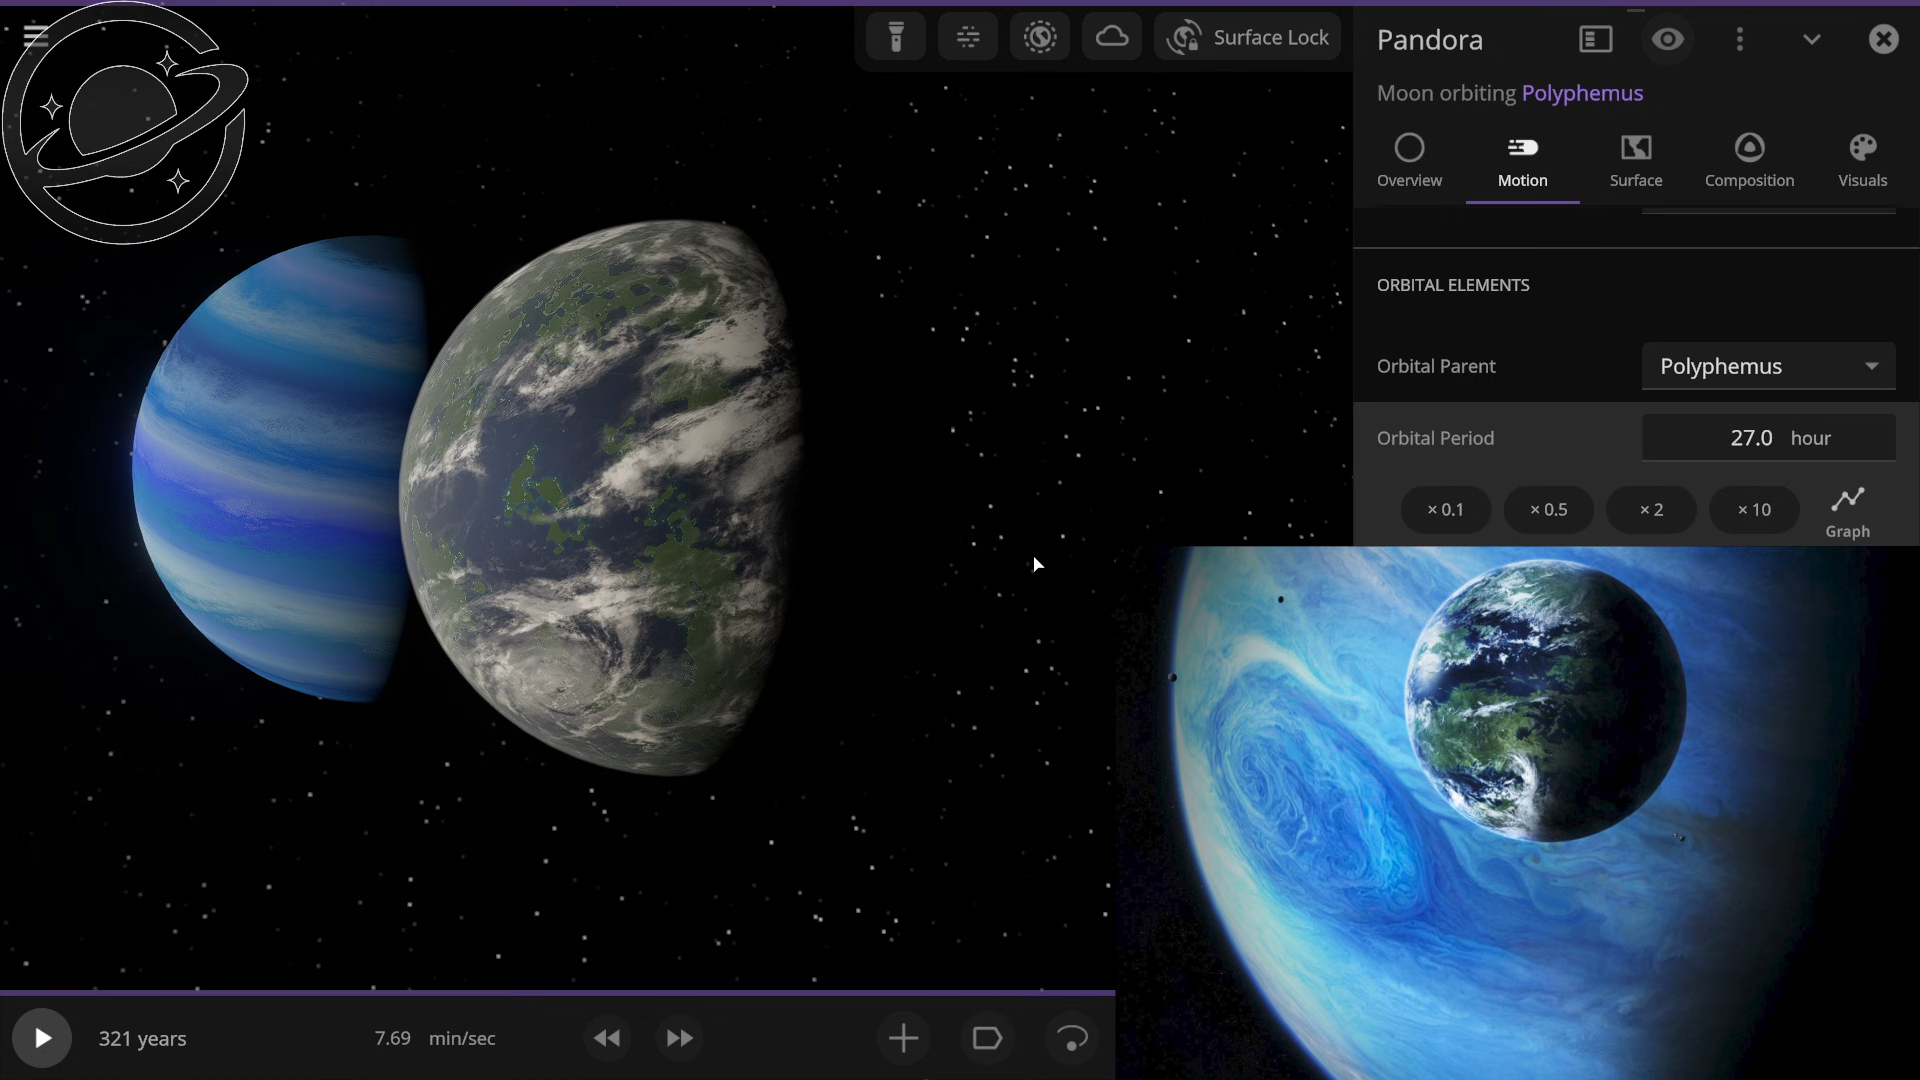 Surface Lock
Pandora
Moon orbiting Polyphemus
Overview
Motion
Surface
Composition
Visuals
ORBITAL ELEMENTS
Orbital Parent
Polyphemus
Orbital Period
27.0 hour
× 0.1
× 0.5
× 2
× 10
Graph
321 years
7.69 min/sec